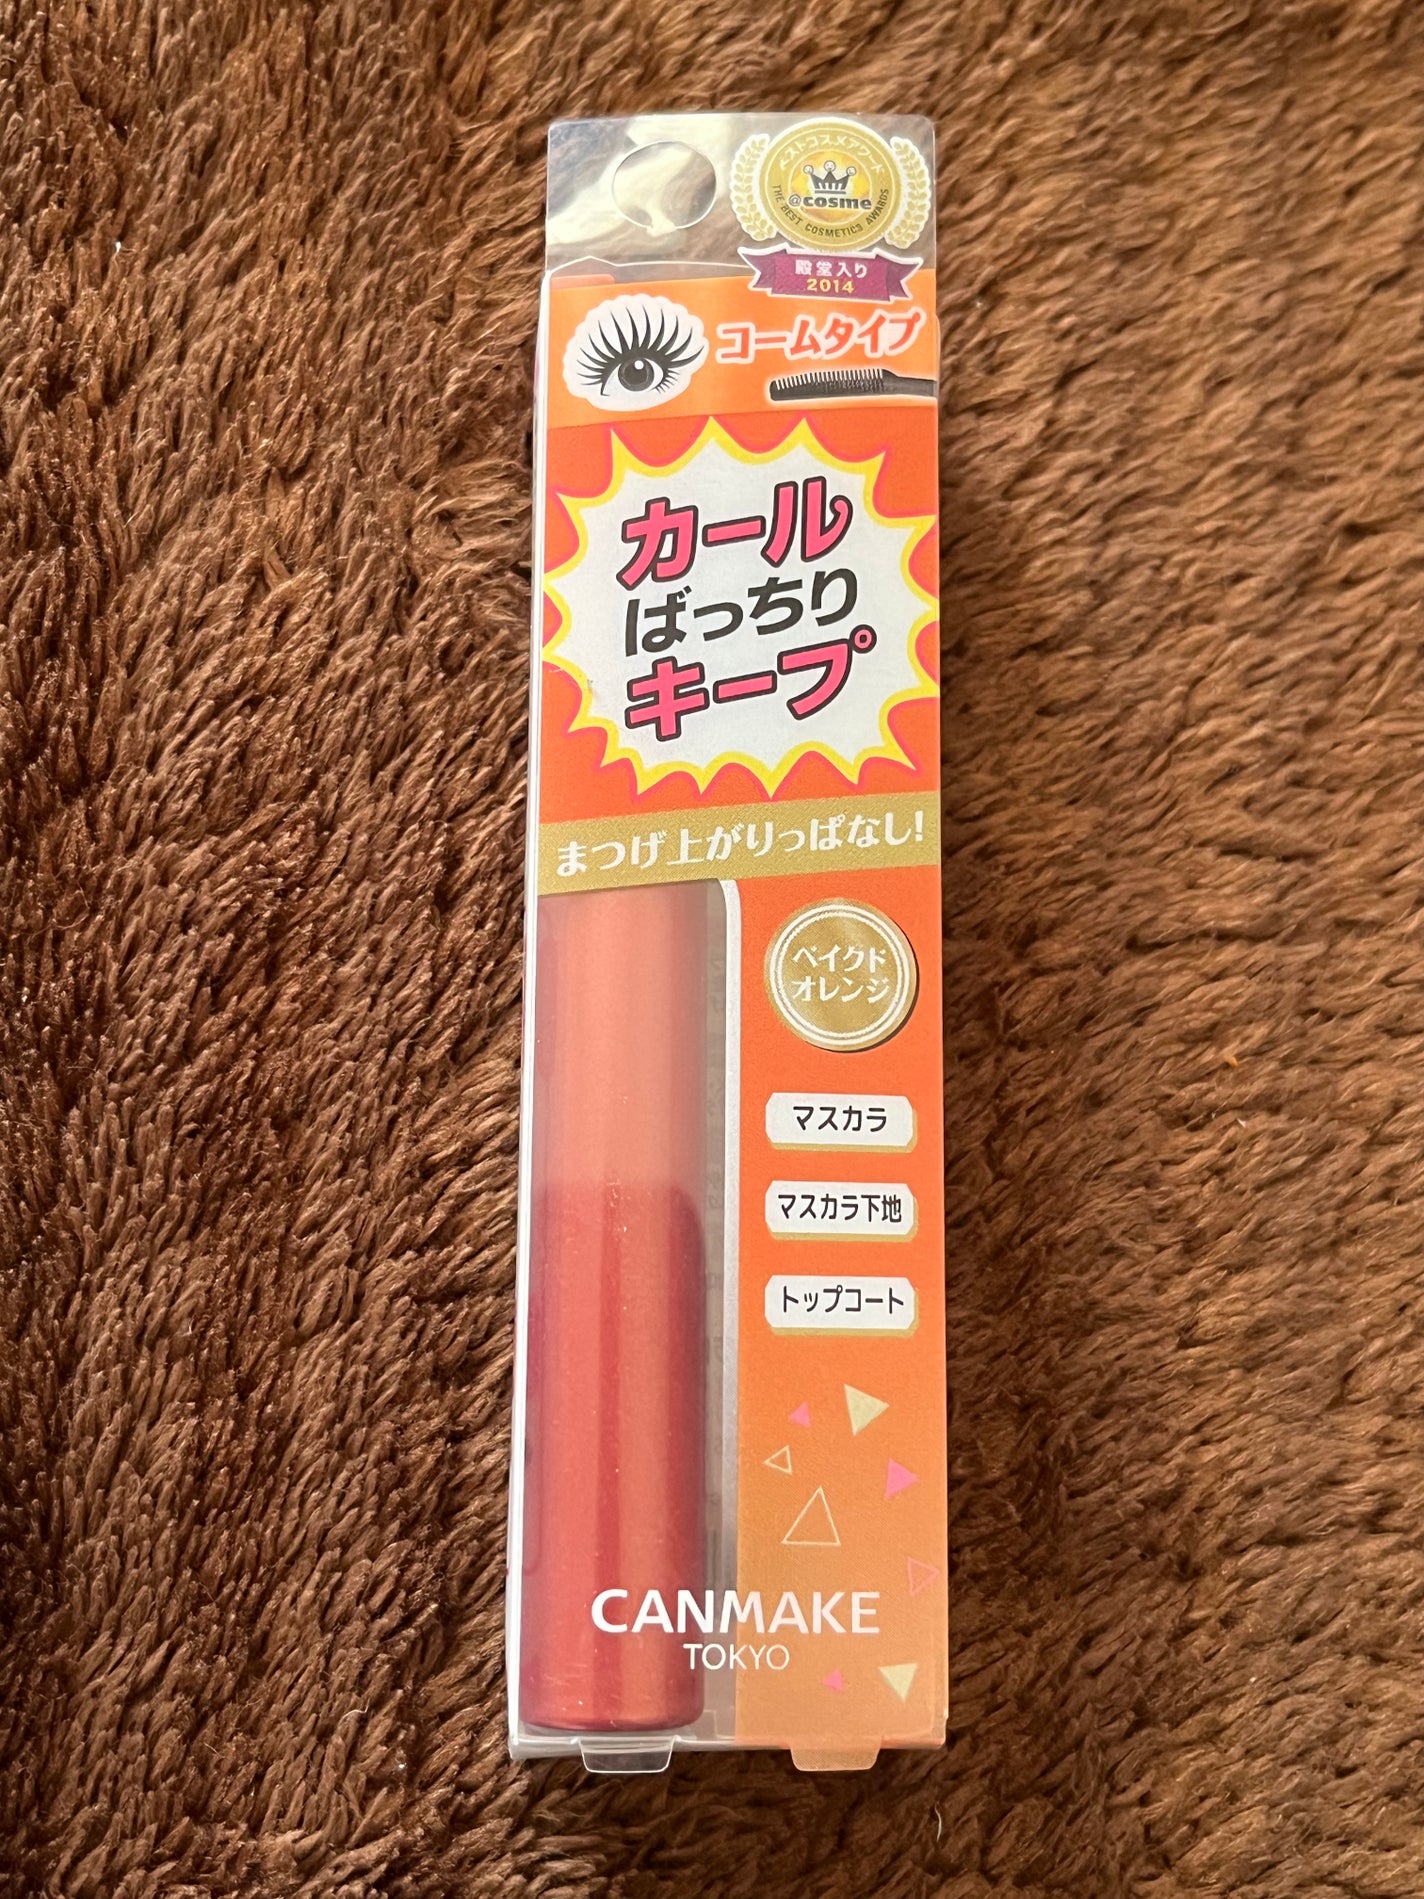 ベストコスメアワード
@cosme
THE BEST COSMETICS AWARDS
殿堂入り
2014
コームタイプ
カール
ばっちり
キープ
まつげ上がりっぱなし!
ベイクド
オレンジ
マスカラ
マスカラ下地
トップコート
CANMAKE
TOKYO